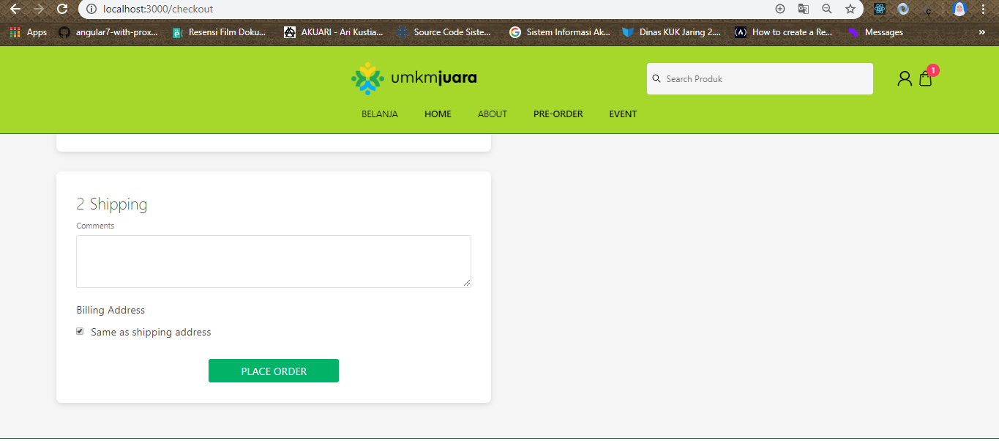 localhost:3000/checkout
Apps angular7-with-prox... Resensi Film Doku... AKUARI - Ari Kustia... Source Code Siste... Sistem Informasi Ak... Dinas KUK Jaring 2.... How to create a Re... Messages »
umkmjuara
Search Produk
1
BELANJA HOME ABOUT PRE-ORDER EVENT
2 Shipping
Comments
Billing Address
Same as shipping address
PLACE ORDER